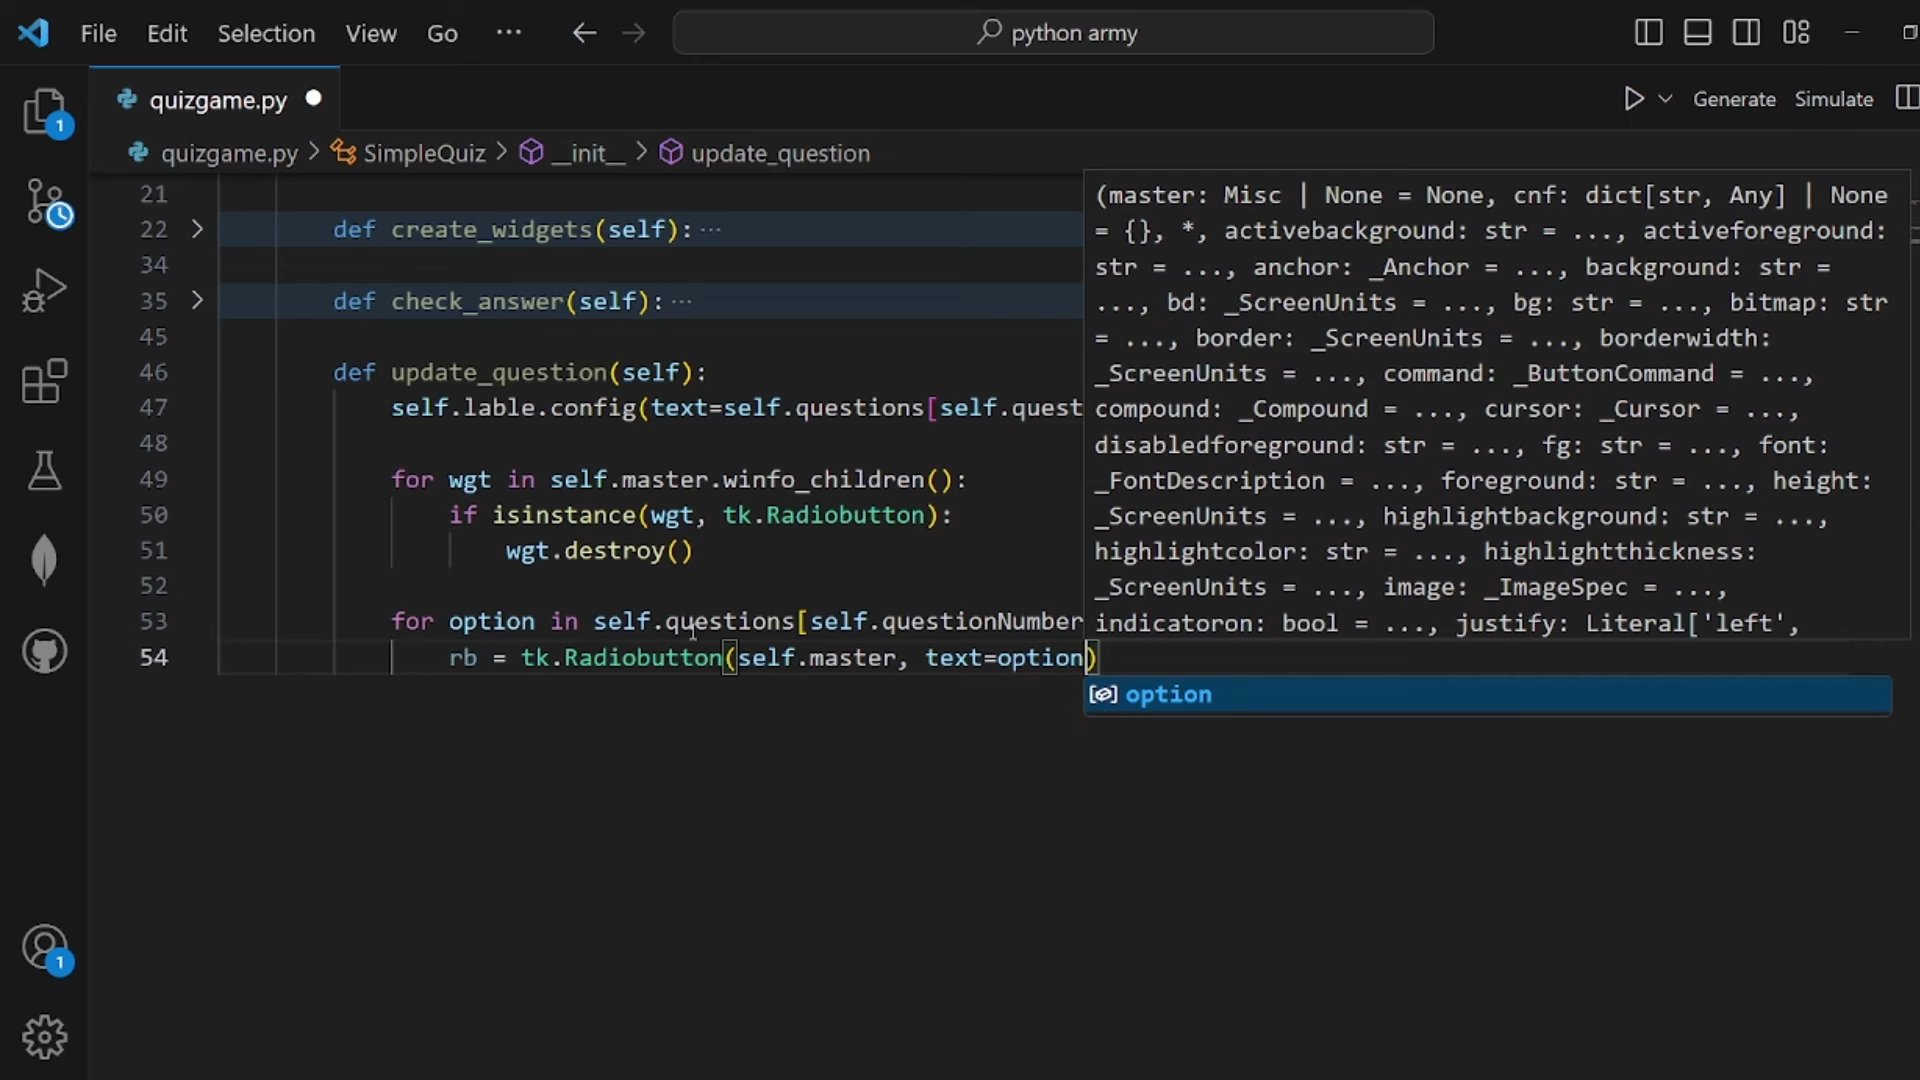 File Edit Selection View Go ··· python army
quizgame.py Generate Simulate
quizgame.py > SimpleQuiz > __init__ > update_question
21
22 def create_widgets(self): ···
34
35 def check_answer(self): ···
45
46 def update_question(self):
47 self.lable.config(text=self.questions[self.quest
48
49 for wgt in self.master.winfo_children():
50 if isinstance(wgt, tk.Radiobutton):
51 wgt.destroy()
52
53 for option in self.questions[self.questionNumber
54 rb = tk.Radiobutton(self.master, text=option)
(master: Misc | None = None, cnf: dict[str, Any] | None
= {}, *, activebackground: str = ..., activeforeground:
str = ..., anchor: _Anchor = ..., background: str =
..., bd: _ScreenUnits = ..., bg: str = ..., bitmap: str
= ..., border: _ScreenUnits = ..., borderwidth:
_ScreenUnits = ..., command: _ButtonCommand = ...,
compound: _Compound = ..., cursor: _Cursor = ...,
disabledforeground: str = ..., fg: str = ..., font:
_FontDescription = ..., foreground: str = ..., height:
_ScreenUnits = ..., highlightbackground: str = ...,
highlightcolor: str = ..., highlightthickness:
_ScreenUnits = ..., image: _ImageSpec = ...,
indicatoron: bool = ..., justify: Literal['left',
option
1
1